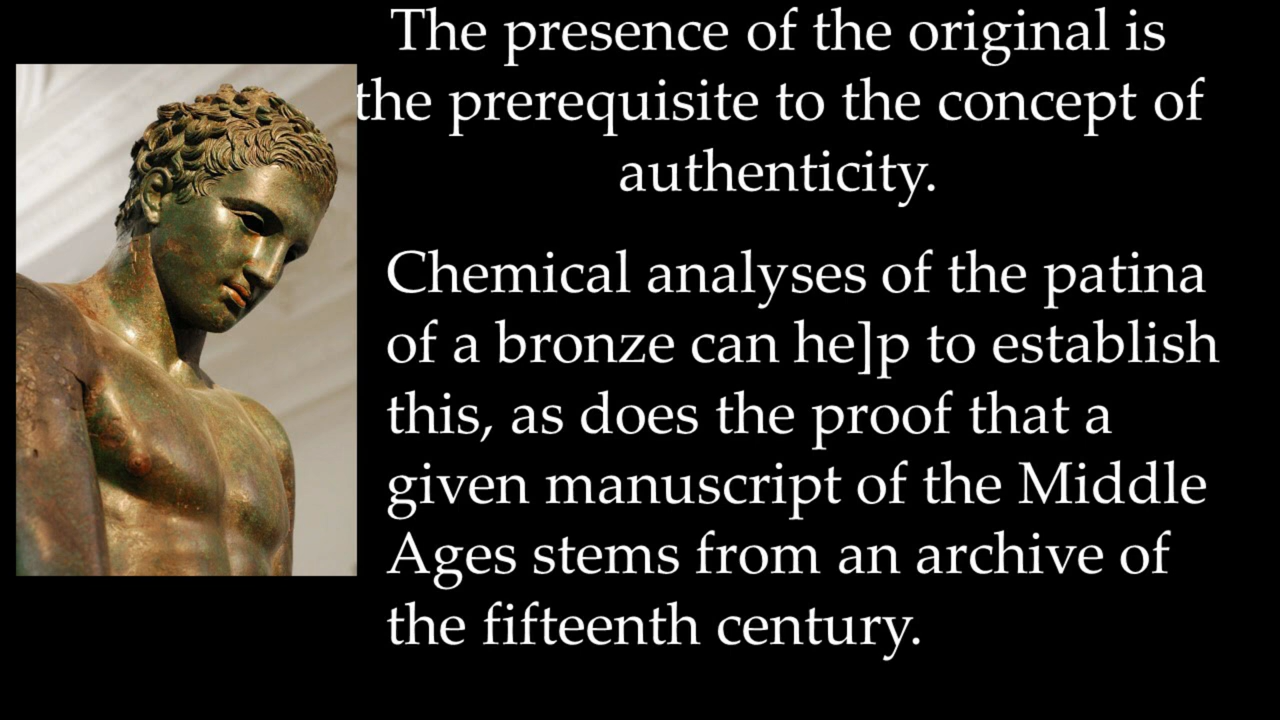 The presence of the original is
the prerequisite to the concept of
authenticity.
Chemical analyses of the patina
of a bronze can he]p to establish
this, as does the proof that a
given manuscript of the Middle
Ages stems from an archive of
the fifteenth century.